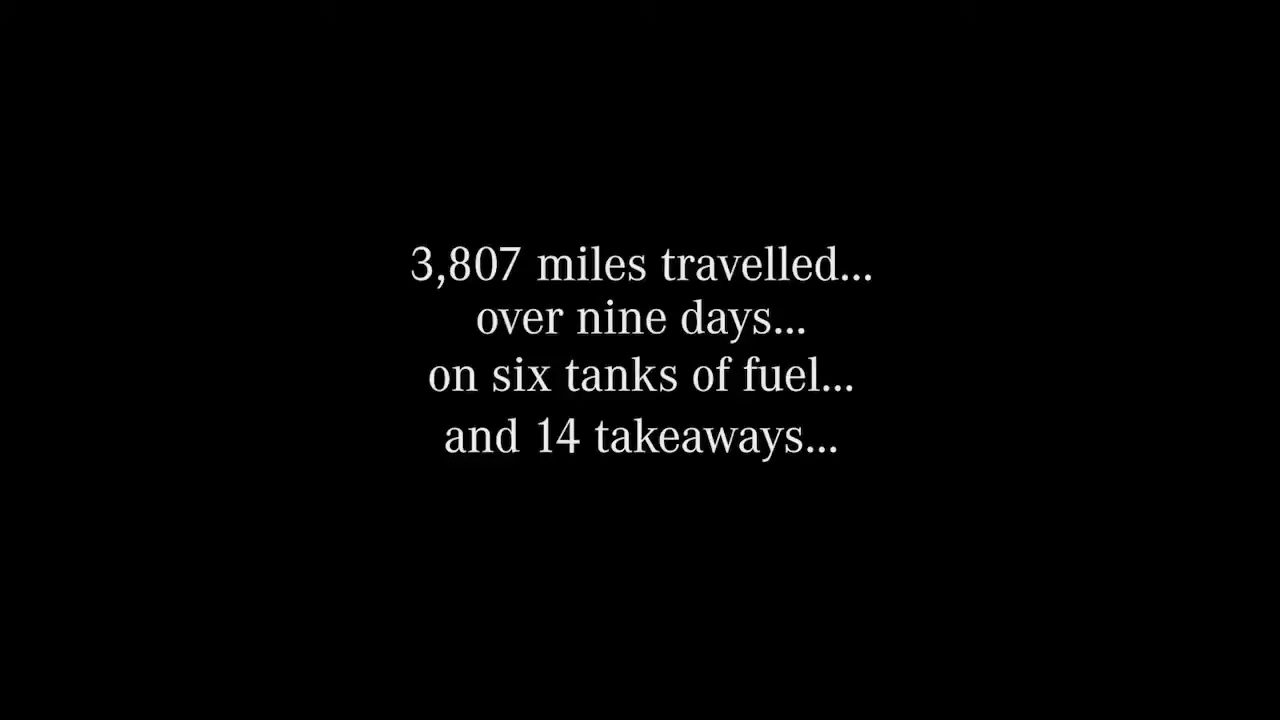 3,807 miles travelled...
over nine days...
on six tanks of fuel...
and 14 takeaways...